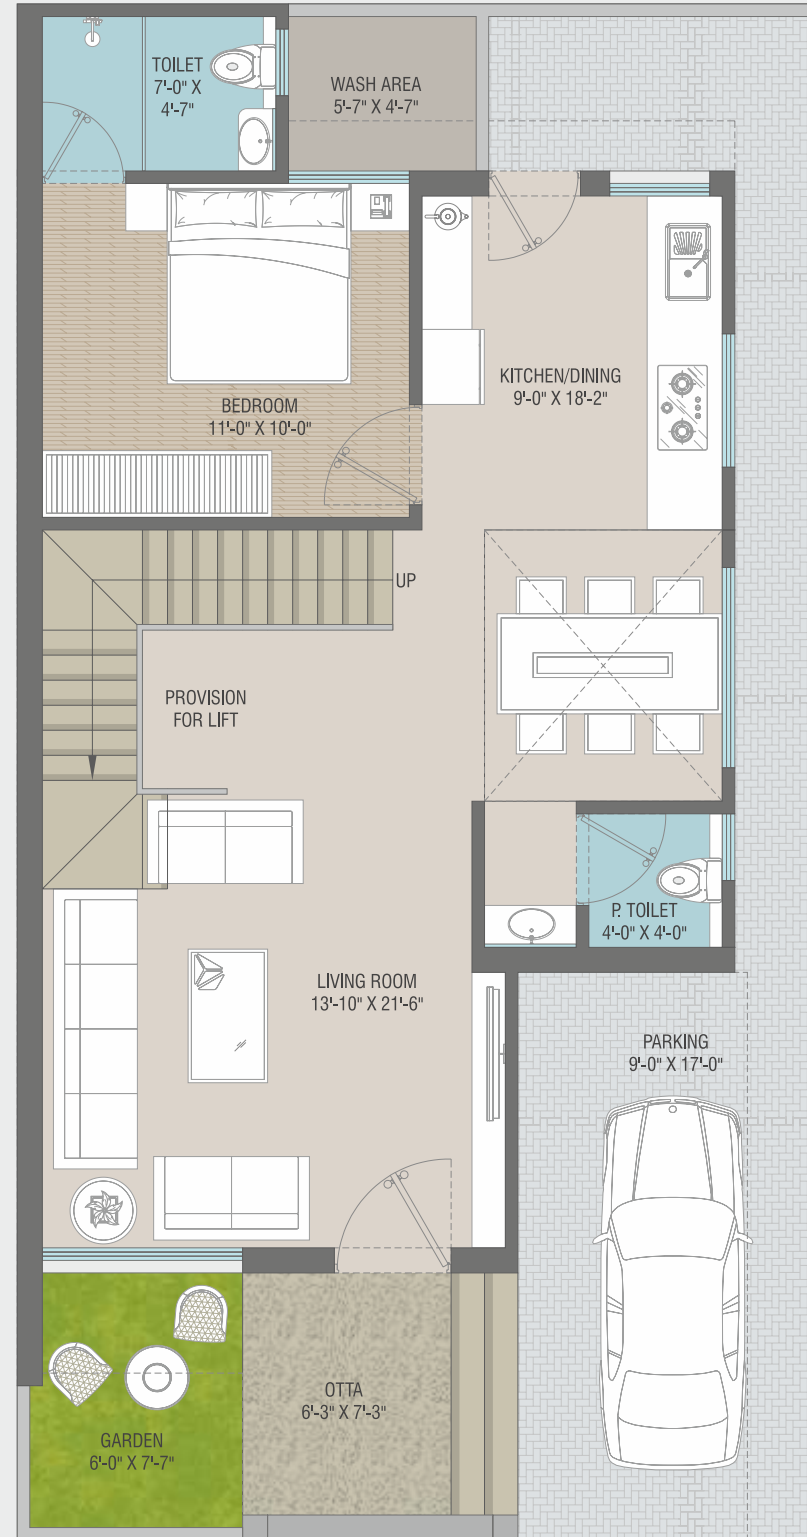 TOILET
7'-0" X
4'-7"
WASH AREA
5'-7" X 4'-7"
BEDROOM
11'-0" X 10'-0"
KITCHEN/DINING
9'-0" X 18'-2"
UP
PROVISION
FOR LIFT
P. TOILET
4'-0" X 4'-0"
LIVING ROOM
13'-10" X 21'-6"
PARKING
9'-0" X 17'-0"
OTTA
6'-3" X 7'-3"
GARDEN
6'-0" X 7'-7"